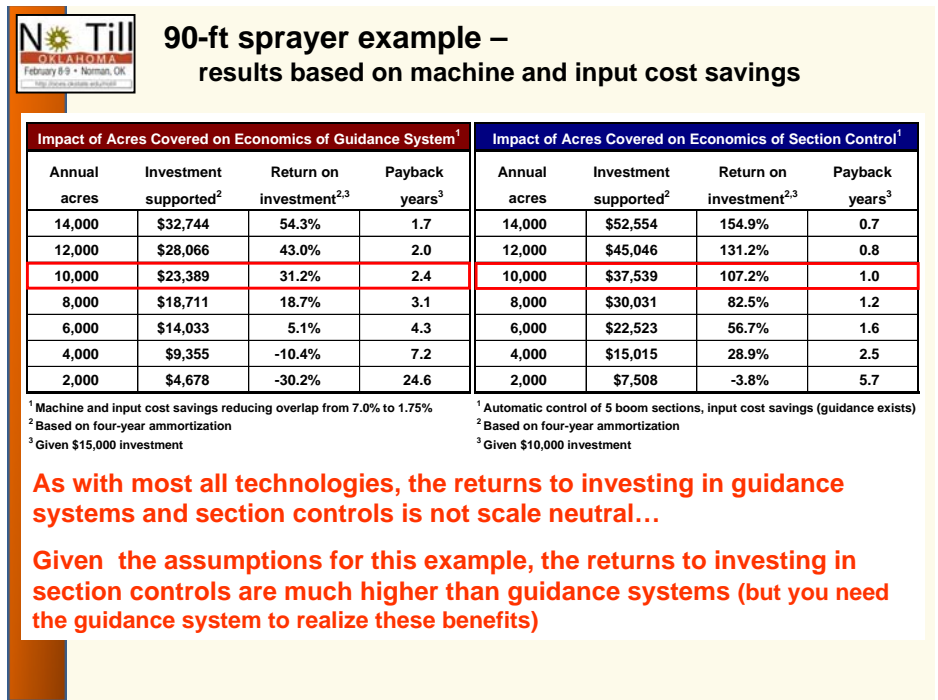 No Till
OKLAHOMA
February 8-9 • Norman, OK
90-ft sprayer example –
results based on machine and input cost savings
Impact of Acres Covered on Economics of Guidance System1
Annual Investment Return on Payback
acres supported2 investment2,3 years3
14,000 $32,744 54.3% 1.7
12,000 $28,066 43.0% 2.0
10,000 $23,389 31.2% 2.4
8,000 $18,711 18.7% 3.1
6,000 $14,033 5.1% 4.3
4,000 $9,355 -10.4% 7.2
2,000 $4,678 -30.2% 24.6
1 Machine and input cost savings reducing overlap from 7.0% to 1.75%
2 Based on four-year ammortization
3 Given $15,000 investment
Impact of Acres Covered on Economics of Section Control1
Annual Investment Return on Payback
acres supported2 investment2,3 years3
14,000 $52,554 154.9% 0.7
12,000 $45,046 131.2% 0.8
10,000 $37,539 107.2% 1.0
8,000 $30,031 82.5% 1.2
6,000 $22,523 56.7% 1.6
4,000 $15,015 28.9% 2.5
2,000 $7,508 -3.8% 5.7
1 Automatic control of 5 boom sections, input cost savings (guidance exists)
2 Based on four-year ammortization
3 Given $10,000 investment
As with most all technologies, the returns to investing in guidance
systems and section controls is not scale neutral…
Given the assumptions for this example, the returns to investing in
section controls are much higher than guidance systems (but you need
the guidance system to realize these benefits)